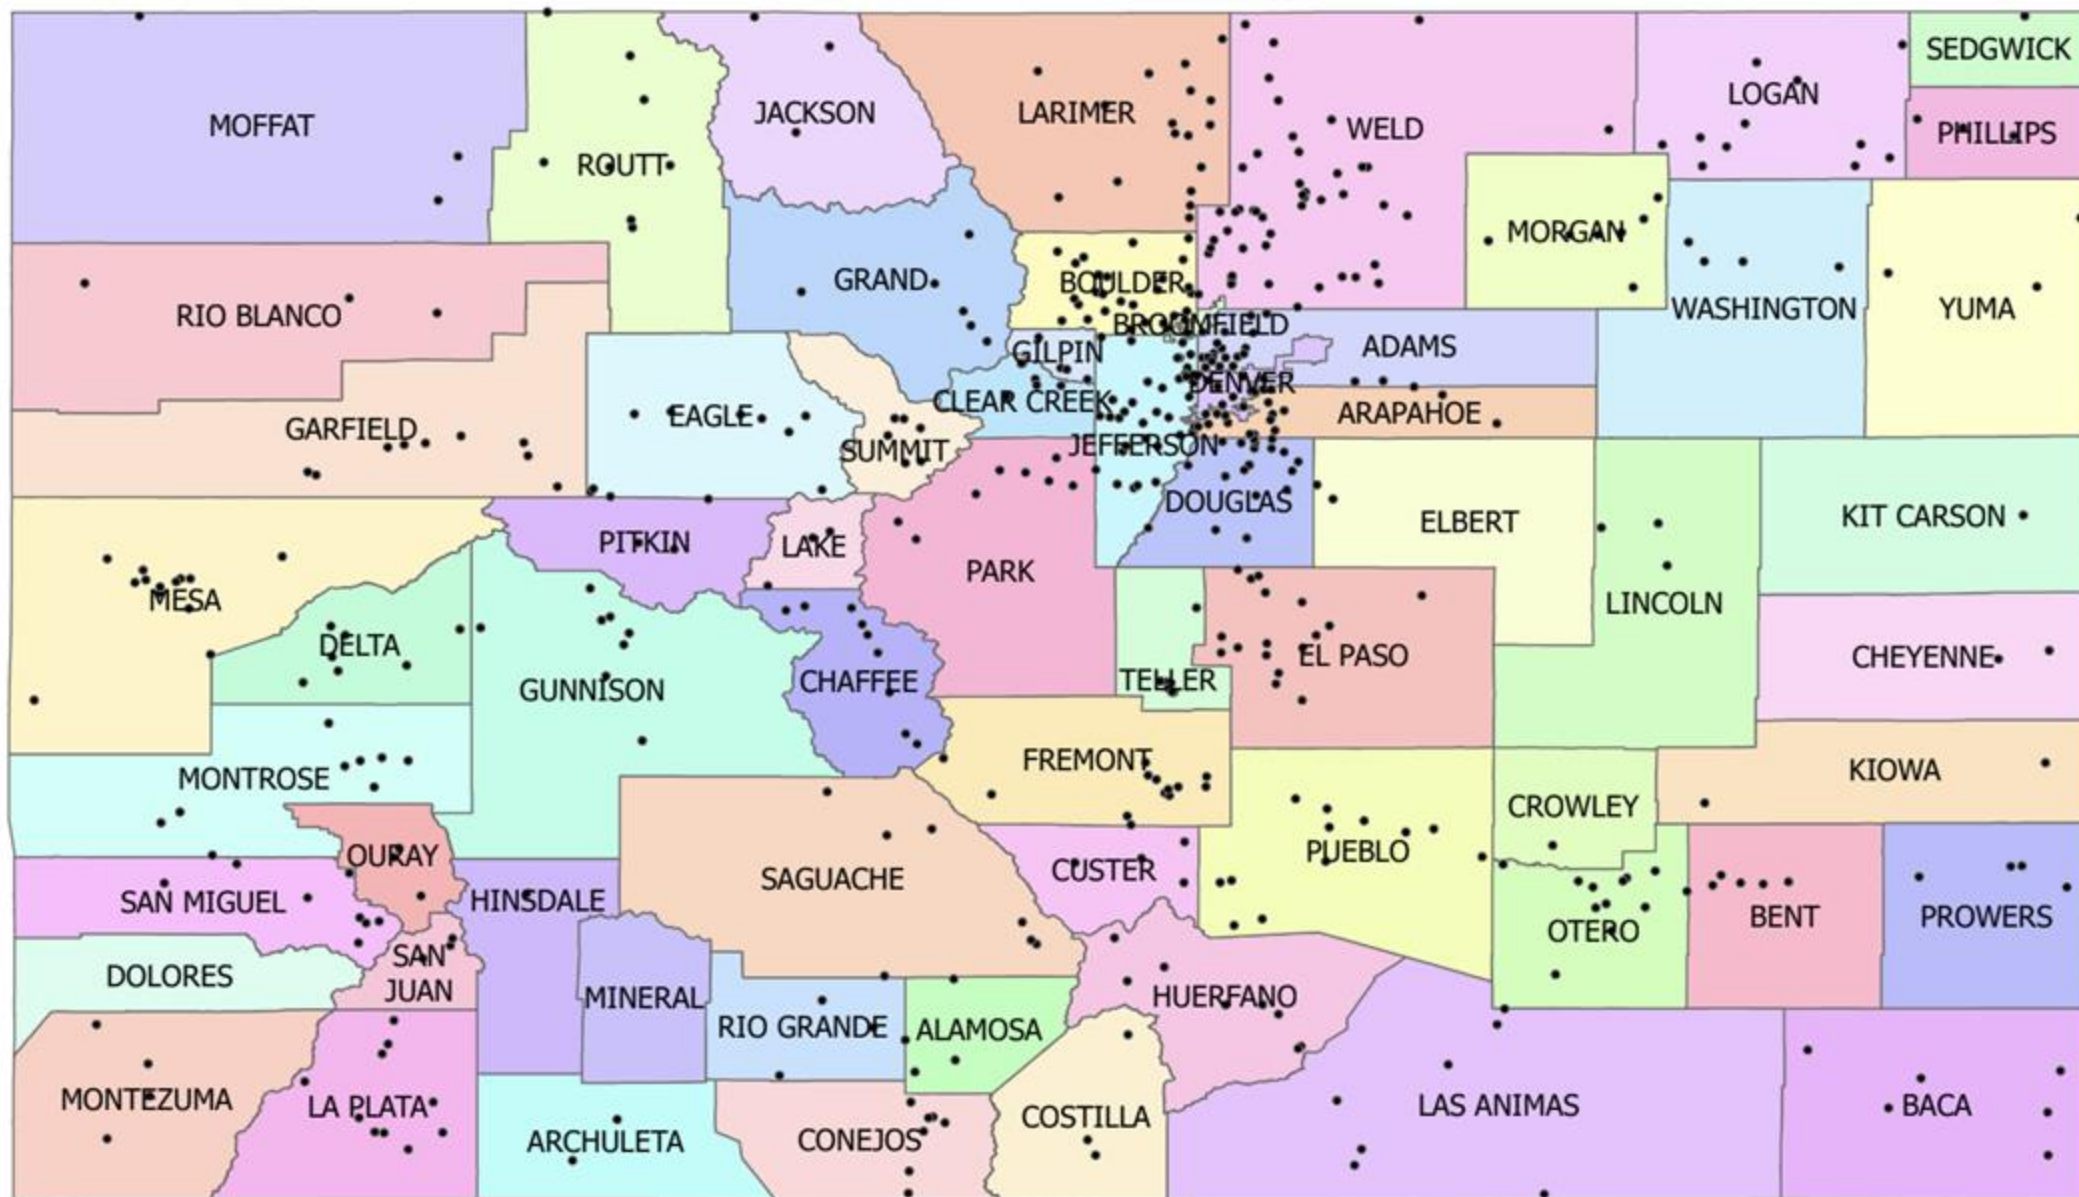 SEDGWICK
LOGAN
JACKSON
LARIMER
MOFFAT
WELD
PHILLIPS
ROUTT
MORGAN
GRAND
BOULDER
RIO BLANCO
WASHINGTON
YUMA
BROOMFIELD
GILPIN
ADAMS
DENVER
CLEAR CREEK
ARAPAHOE
EAGLE
GARFIELD
SUMMIT
JEFFERSON
DOUGLAS
ELBERT
KIT CARSON
PITKIN
LAKE
PARK
MESA
LINCOLN
DELTA
EL PASO
CHEYENNE
GUNNISON
CHAFFEE
TELLER
FREMONT
KIOWA
MONTROSE
CROWLEY
OURAY
PUEBLO
CUSTER
SAGUACHE
SAN MIGUEL
HINSDALE
BENT
PROWERS
OTERO
SAN
JUAN
DOLORES
MINERAL
HUERFANO
RIO GRANDE
ALAMOSA
MONTEZUMA
LA PLATA
LAS ANIMAS
BACA
COSTILLA
ARCHULETA
CONEJOS